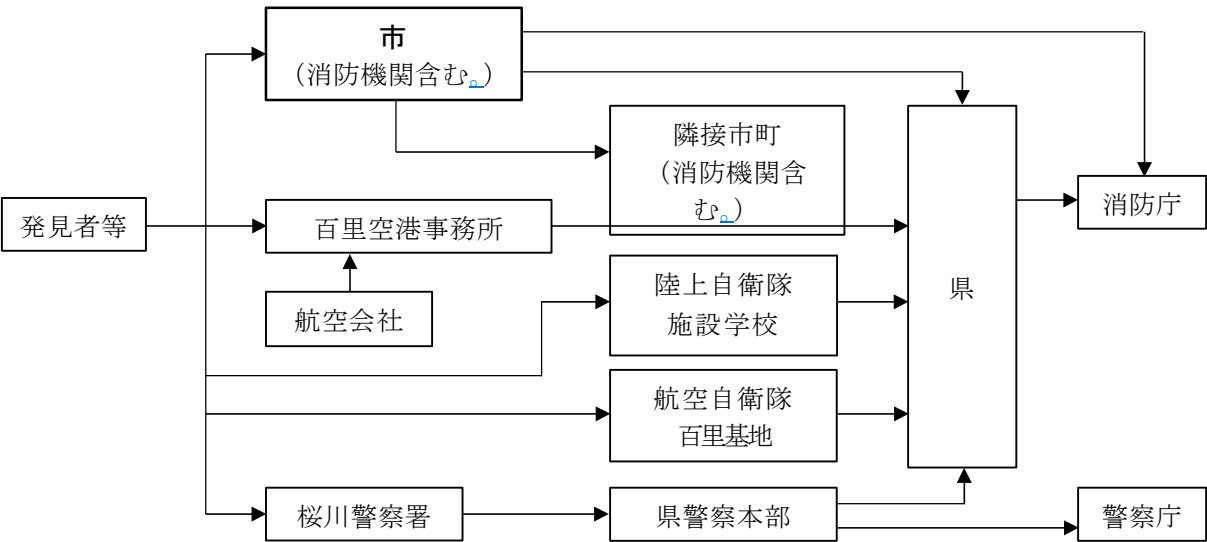 市
（消防機関含む。）
隣接市町
（消防機関含
む。）
発見者等
百里空港事務所
消防庁
航空会社
陸上自衛隊
施設学校
県
航空自衛隊
百里基地
桜川警察署
県警察本部
警察庁